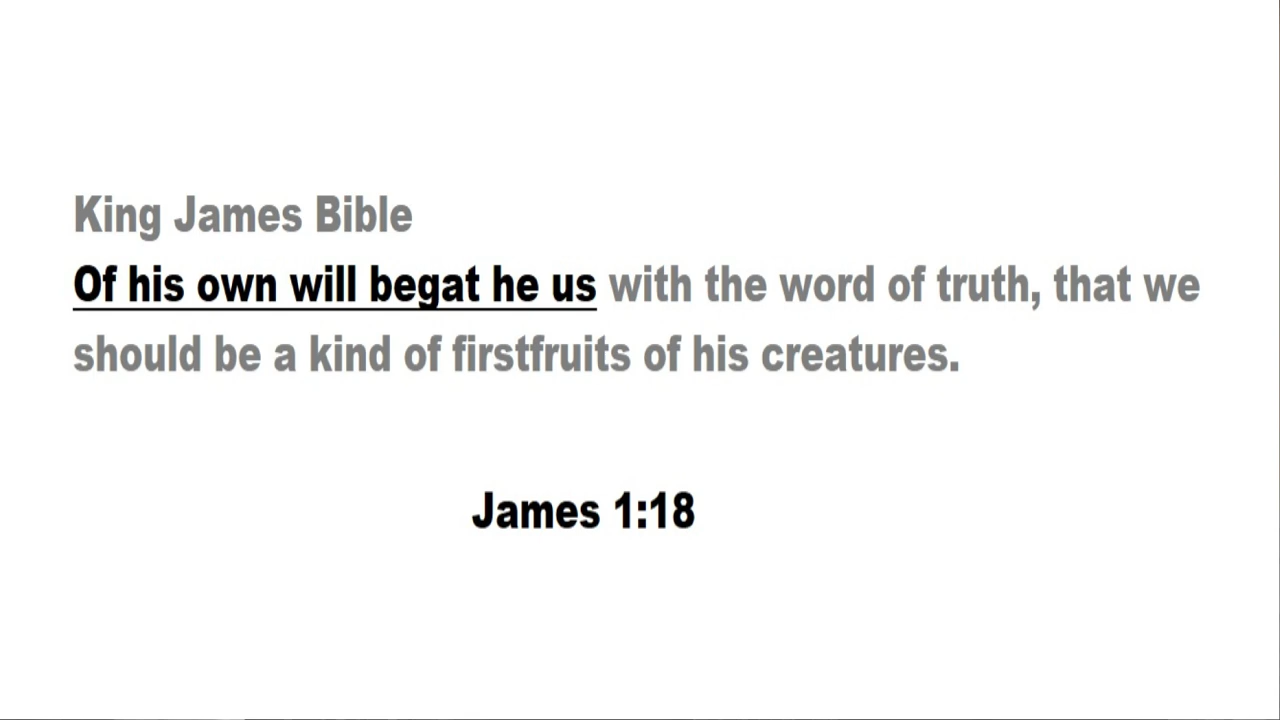 King James Bible
Of his own will begat he us with the word of truth, that we
should be a kind of firstfruits of his creatures.
James 1:18